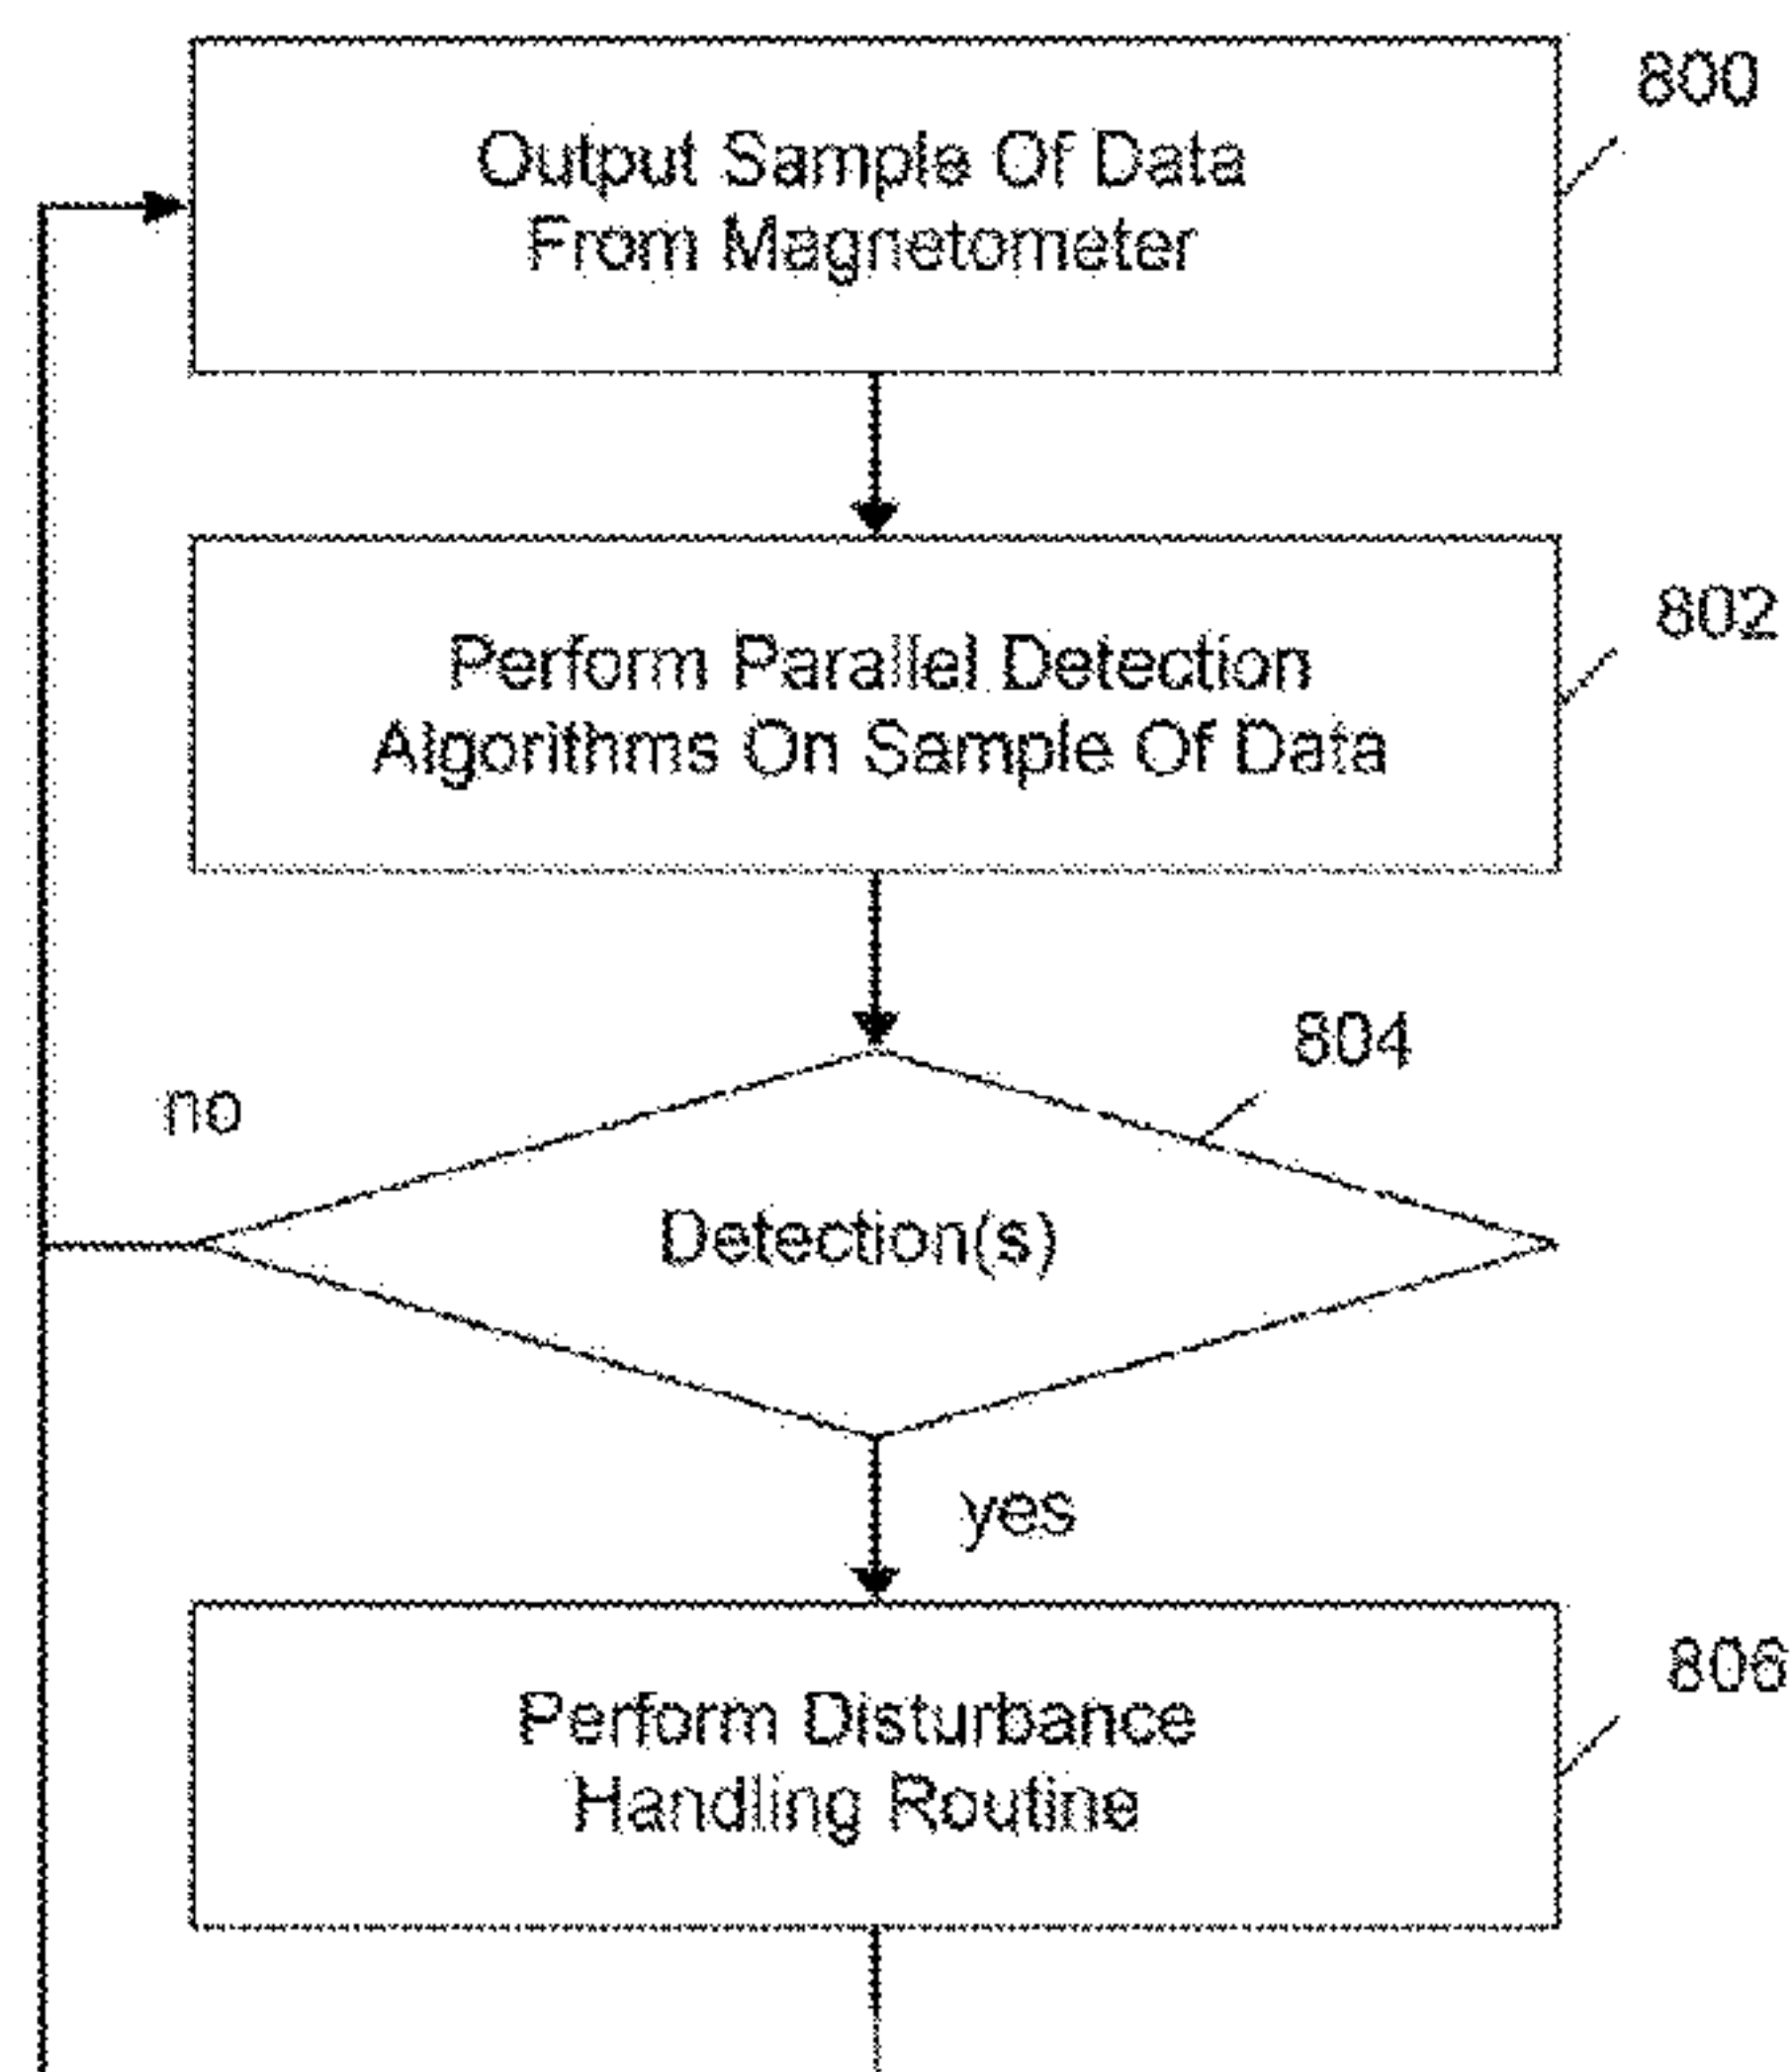 800
Output Sample Of Data
From Magnetometer
802
Perform Parallel Detection
Algorithms On Sample Of Data
804
no
Detection(s)
yes
806
Perform Disturbance
Handling Routine